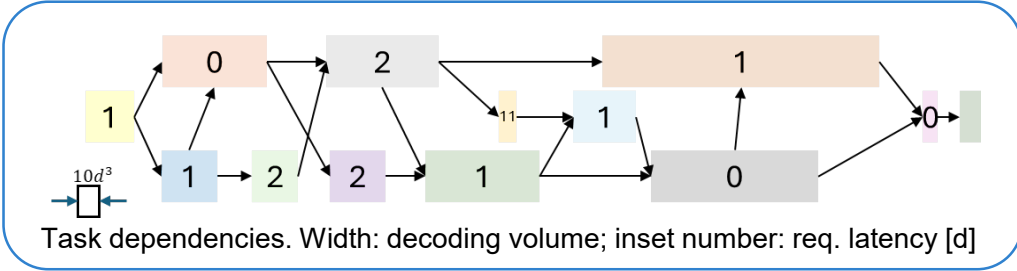 0 2 1
1 11 1 0
1 2 2 1 0
10d³
Task dependencies. Width: decoding volume; inset number: req. latency [d]